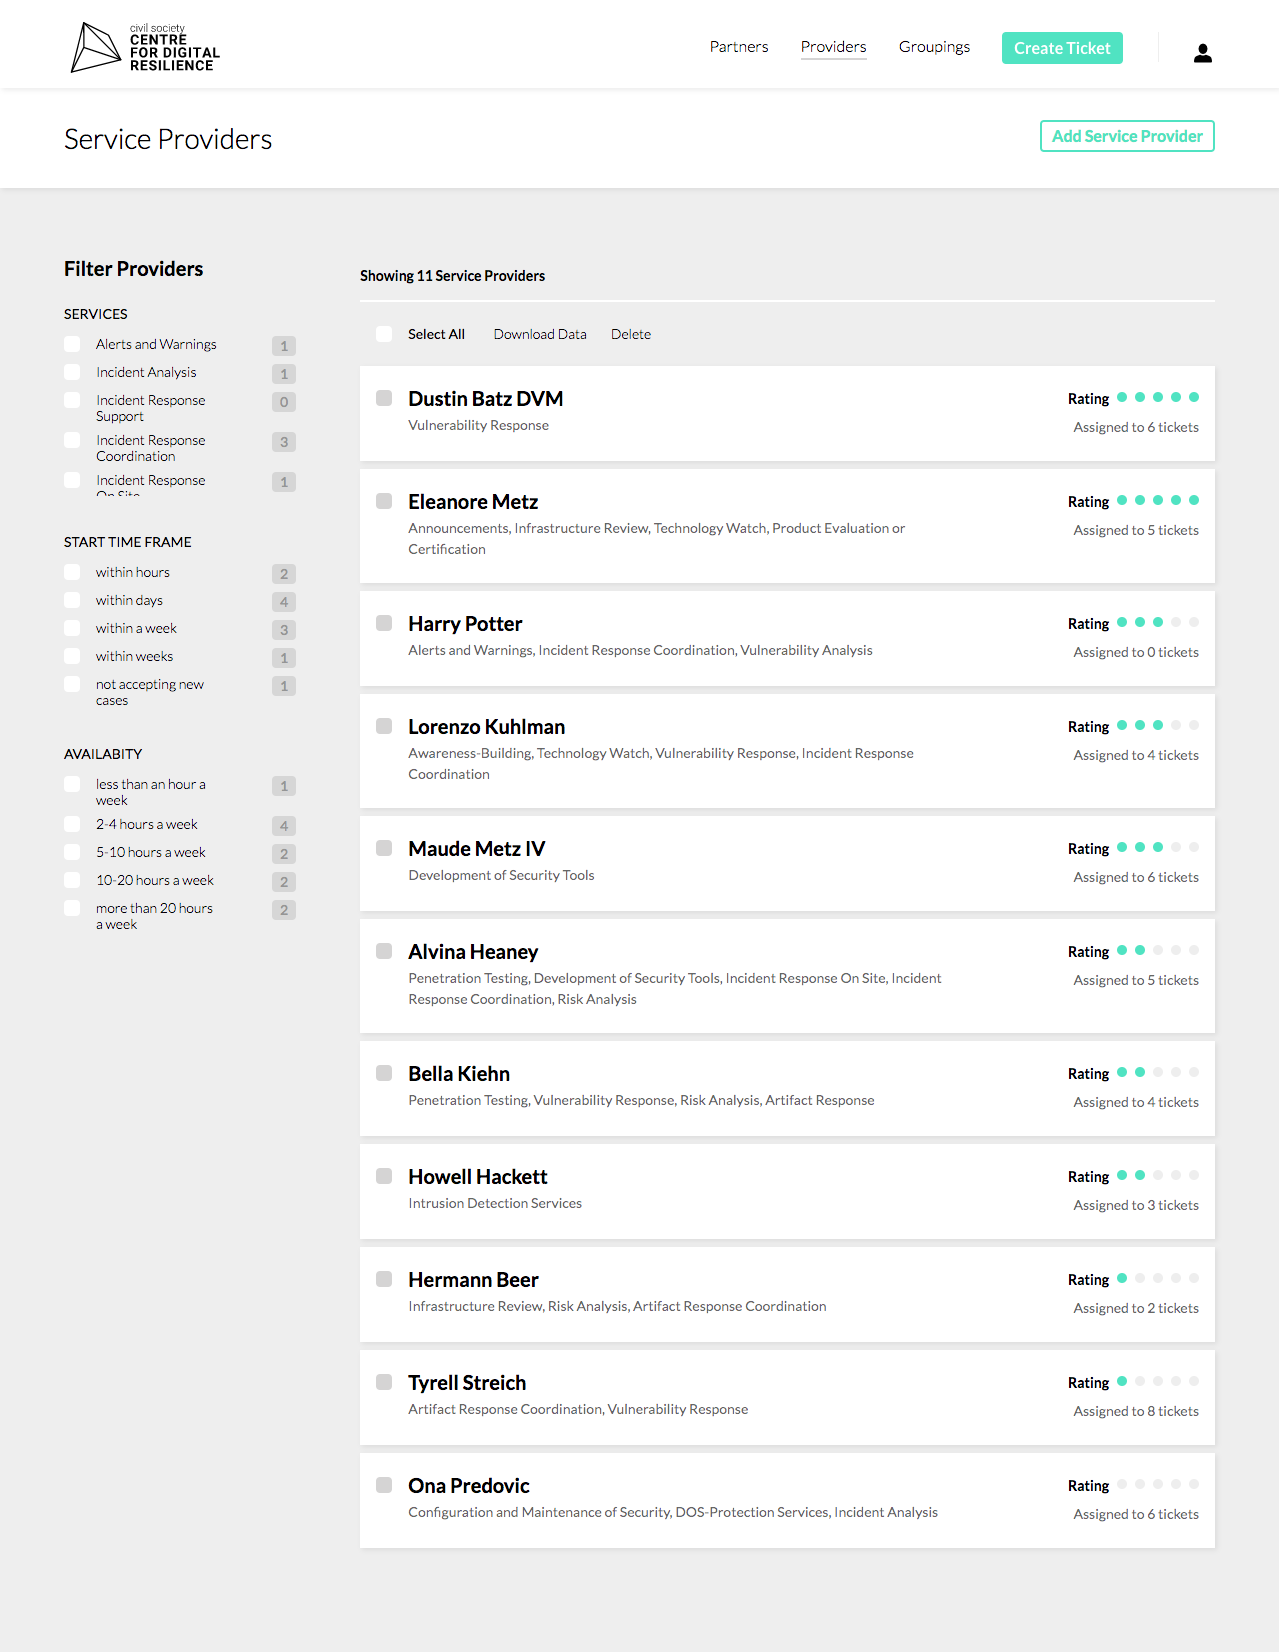 civil society
CENTRE
FOR DIGITAL
RESILIENCE
Partners
Providers
Groupings
Create Ticket
Service Providers
Add Service Provider
Filter Providers
SERVICES
Alerts and Warnings 1
Incident Analysis 1
Incident Response 0
Support
Incident Response 3
Coordination
Incident Response 1
On Site
START TIME FRAME
within hours 2
within days 4
within a week 3
within weeks 1
not accepting new 1
cases
AVAILABITY
less than an hour a 1
week
2-4 hours a week 4
5-10 hours a week 2
10-20 hours a week 2
more than 20 hours 2
a week
Showing 11 Service Providers
Select All Download Data Delete
Dustin Batz DVM
Vulnerability Response
Rating
Assigned to 6 tickets
Eleanore Metz
Announcements, Infrastructure Review, Technology Watch, Product Evaluation or
Certification
Rating
Assigned to 5 tickets
Harry Potter
Alerts and Warnings, Incident Response Coordination, Vulnerability Analysis
Rating
Assigned to 0 tickets
Lorenzo Kuhlman
Awareness-Building, Technology Watch, Vulnerability Response, Incident Response
Coordination
Rating
Assigned to 4 tickets
Maude Metz IV
Development of Security Tools
Rating
Assigned to 6 tickets
Alvina Heaney
Penetration Testing, Development of Security Tools, Incident Response On Site, Incident
Response Coordination, Risk Analysis
Rating
Assigned to 5 tickets
Bella Kiehn
Penetration Testing, Vulnerability Response, Risk Analysis, Artifact Response
Rating
Assigned to 4 tickets
Howell Hackett
Intrusion Detection Services
Rating
Assigned to 3 tickets
Hermann Beer
Infrastructure Review, Risk Analysis, Artifact Response Coordination
Rating
Assigned to 2 tickets
Tyrell Streich
Artifact Response Coordination, Vulnerability Response
Rating
Assigned to 8 tickets
Ona Predovic
Configuration and Maintenance of Security, DOS-Protection Services, Incident Analysis
Rating
Assigned to 6 tickets